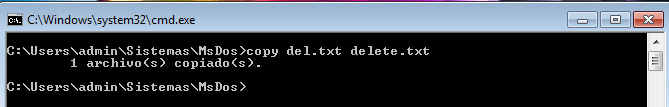 C:\Windows\system32\cmd.exe
C:\Users\admin\Sistemas\MsDos>copy del.txt delete.txt
1 archivo(s) copiado(s).
C:\Users\admin\Sistemas\MsDos>